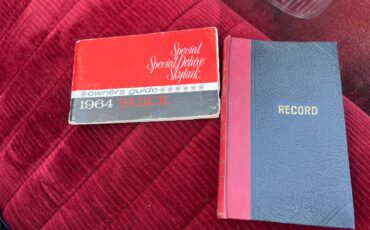 Special
Special Deluxe
Skylark
owners guide
1964 BUICK
RECORD